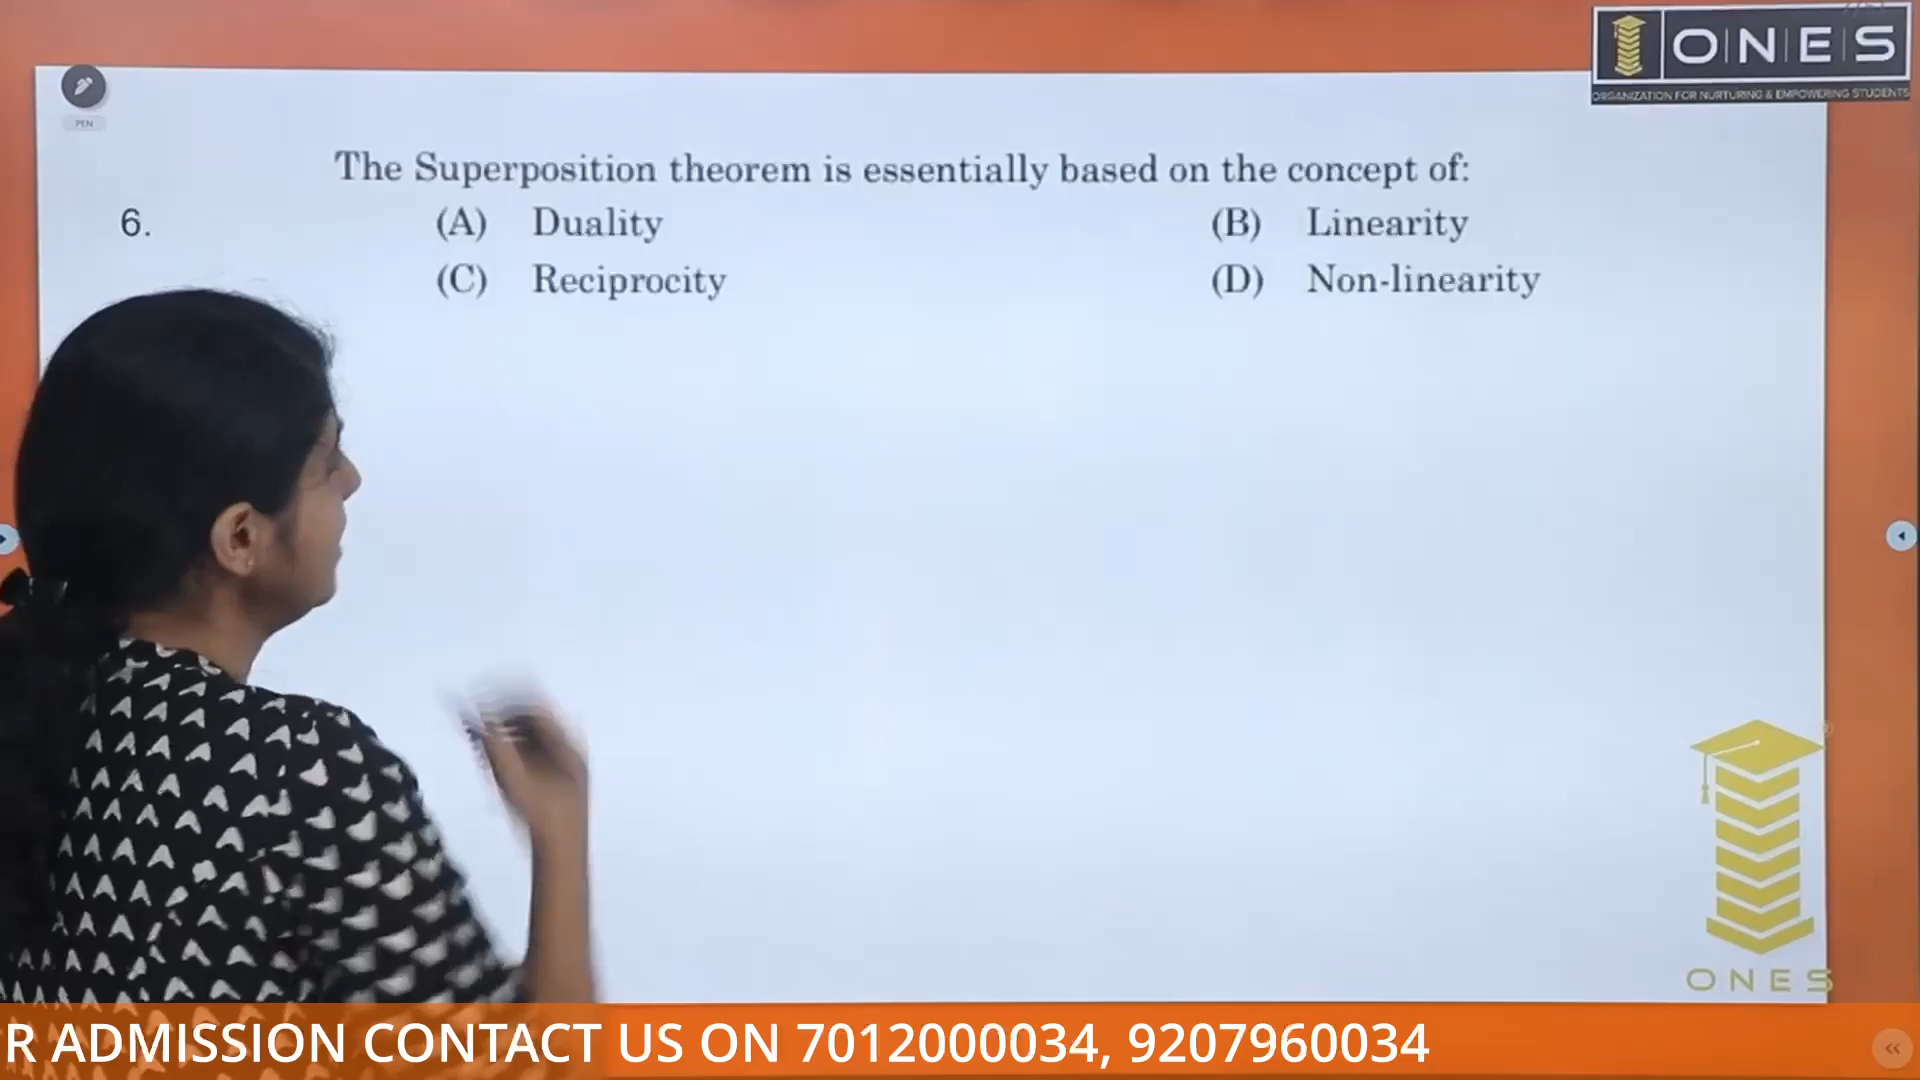 O|N|E|S
ORGANIZATION FOR NURTURING & EMPOWERING STUDENTS
PEN
The Superposition theorem is essentially based on the concept of:
6. (A) Duality (B) Linearity
(C) Reciprocity (D) Non-linearity
ONES
R ADMISSION CONTACT US ON 7012000034, 9207960034